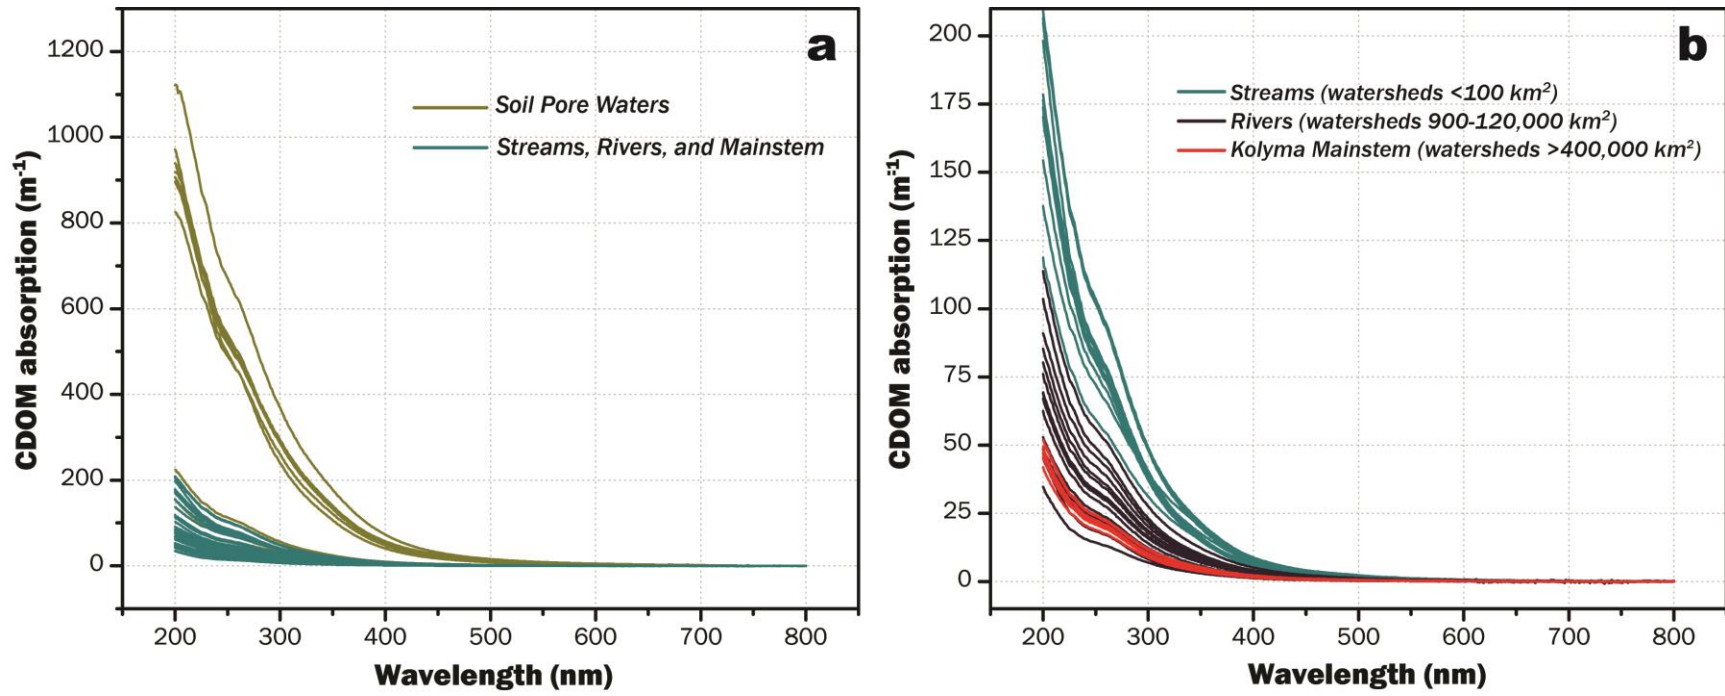 a
CDOM absorption (m-1)
1200
1000
800
600
400
200
0
Soil Pore Waters
Streams, Rivers, and Mainstem
200 300 400 500 600 700 800
Wavelength (nm)
b
CDOM absorption (m-1)
200
175
150
125
100
75
50
25
0
Streams (watersheds <100 km²)
Rivers (watersheds 900-120,000 km²)
Kolyma Mainstem (watersheds >400,000 km²)
200 300 400 500 600 700 800
Wavelength (nm)